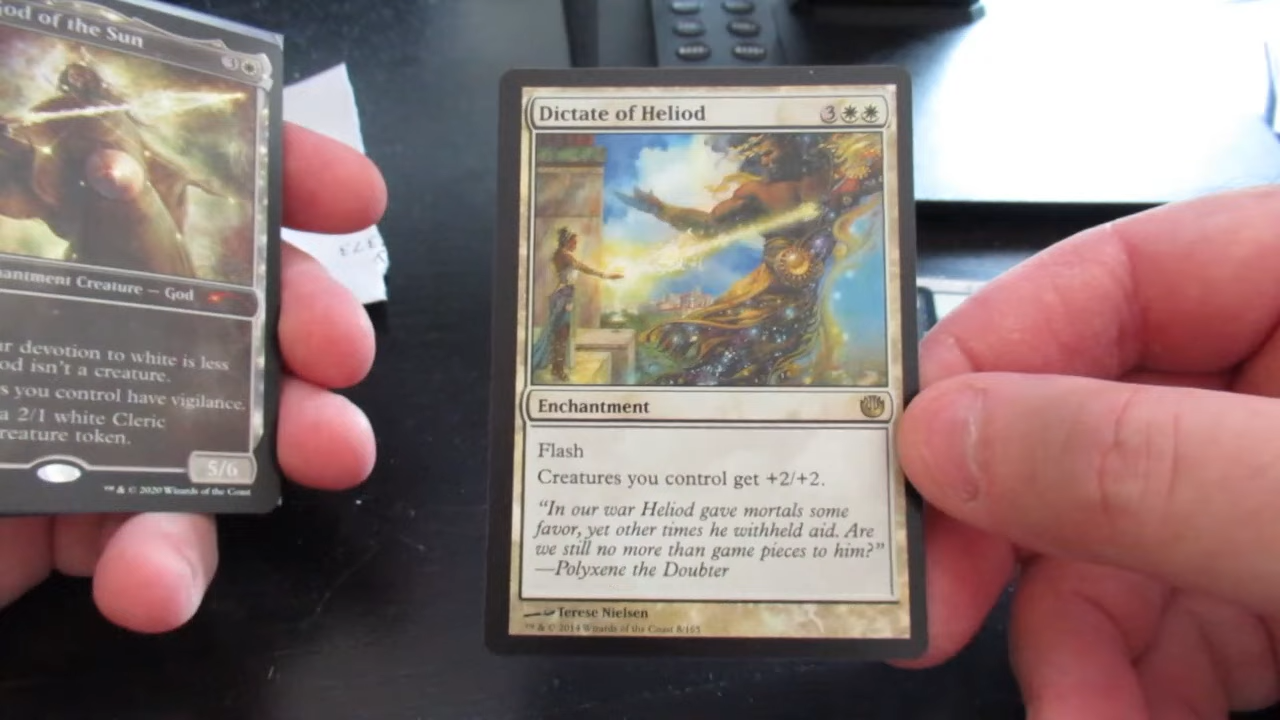 od of the Sun
3
hantment Creature — God
r devotion to white is less
od isn't a creature.
s you control have vigilance.
a 2/1 white Cleric
reature token.
5/6
™ & © 2020 Wizards of the Coast
Dictate of Heliod 3
Enchantment
Flash
Creatures you control get +2/+2.
“In our war Heliod gave mortals some
favor, yet other times he withheld aid. Are
we still no more than game pieces to him?”
—Polyxene the Doubter
Terese Nielsen
™ & © 2014 Wizards of the Coast 8/165